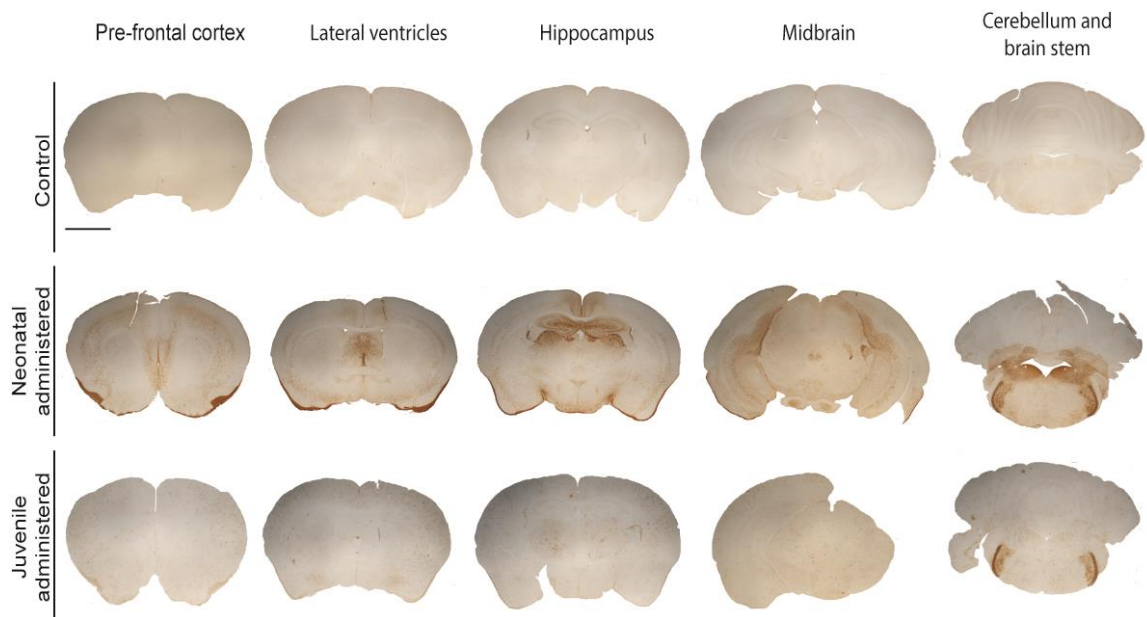 Pre-frontal cortex
Lateral ventricles
Hippocampus
Midbrain
Cerebellum and
brain stem
Control
Neonatal
administered
Juvenile
administered